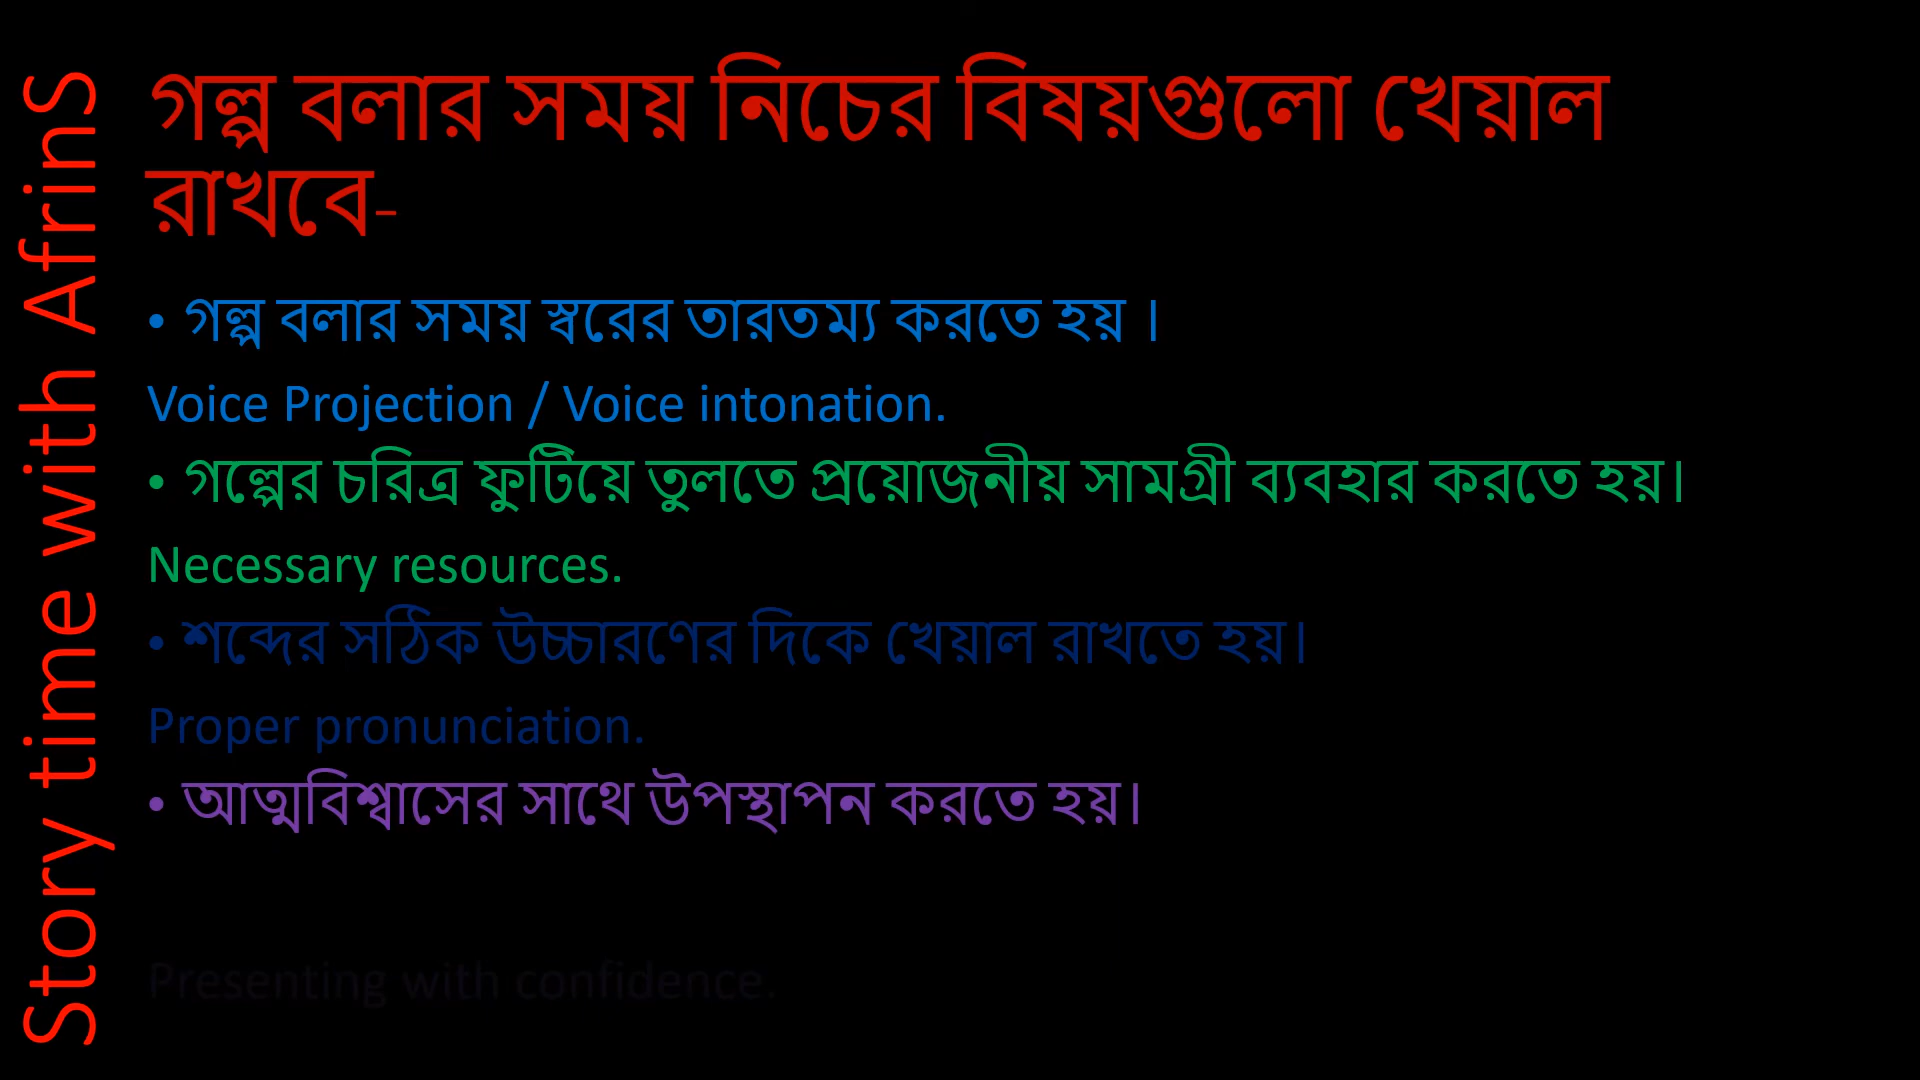 Story time with AfrinS
গল্প বলার সময় নিচের বিষয়গুলো খেয়াল
রাখবে-
• গল্প বলার সময় স্বরের তারতম্য করতে হয় ।
Voice Projection / Voice intonation.
• গল্পের চরিত্র ফুটিয়ে তুলতে প্রয়োজনীয় সামগ্রী ব্যবহার করতে হয়।
Necessary resources.
• শব্দের সঠিক উচ্চারণের দিকে খেয়াল রাখতে হয়।
Proper pronunciation.
• আত্মবিশ্বাসের সাথে উপস্থাপন করতে হয়।
Presenting with confidence.